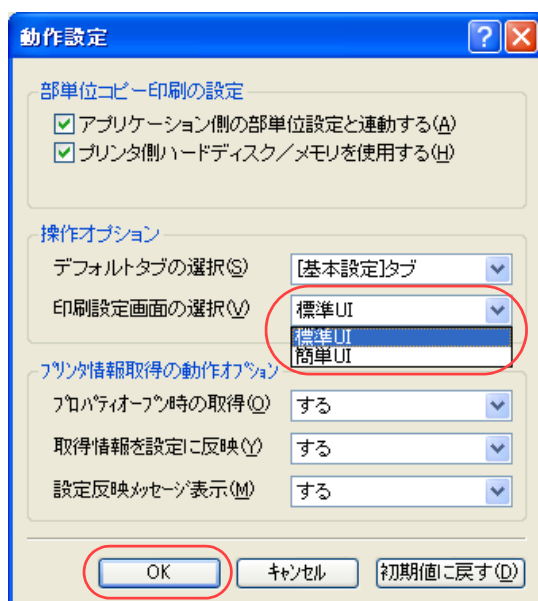 動作設定
部単位コピー印刷の設定
アプリケーション側の部単位設定と連動する(A)
プリンタ側ハードディスク/メモリを使用する(H)
操作オプション
デフォルトタブの選択(S) [基本設定]タブ
印刷設定画面の選択(V) 標準UI
標準UI
簡単UI
プリンタ情報取得の動作オプション
プロパティオープン時の取得(O) する
取得情報を設定に反映(Y) する
設定反映メッセージ表示(M) する
OK キャンセル 初期値に戻す(D)